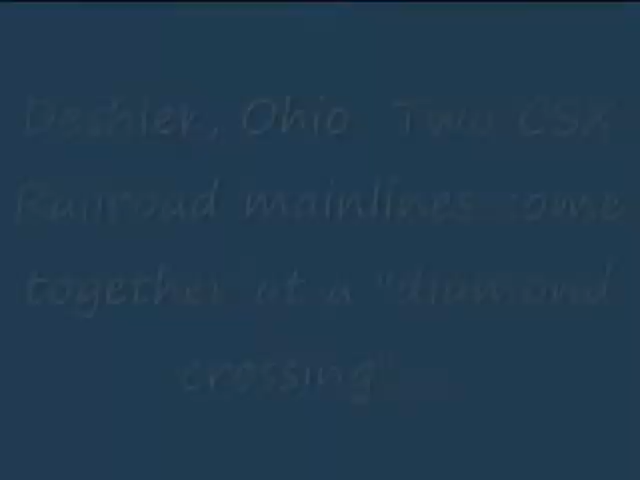 Deshler, Ohio. Two CSX
Railroad mainlines come
together at a "diamond
crossing"...